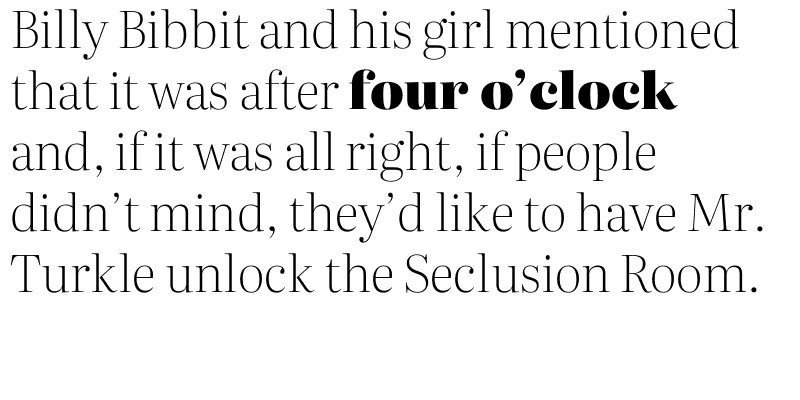 Billy Bibbit and his girl mentioned
that it was after four o’clock
and, if it was all right, if people
didn’t mind, they’d like to have Mr.
Turkle unlock the Seclusion Room.